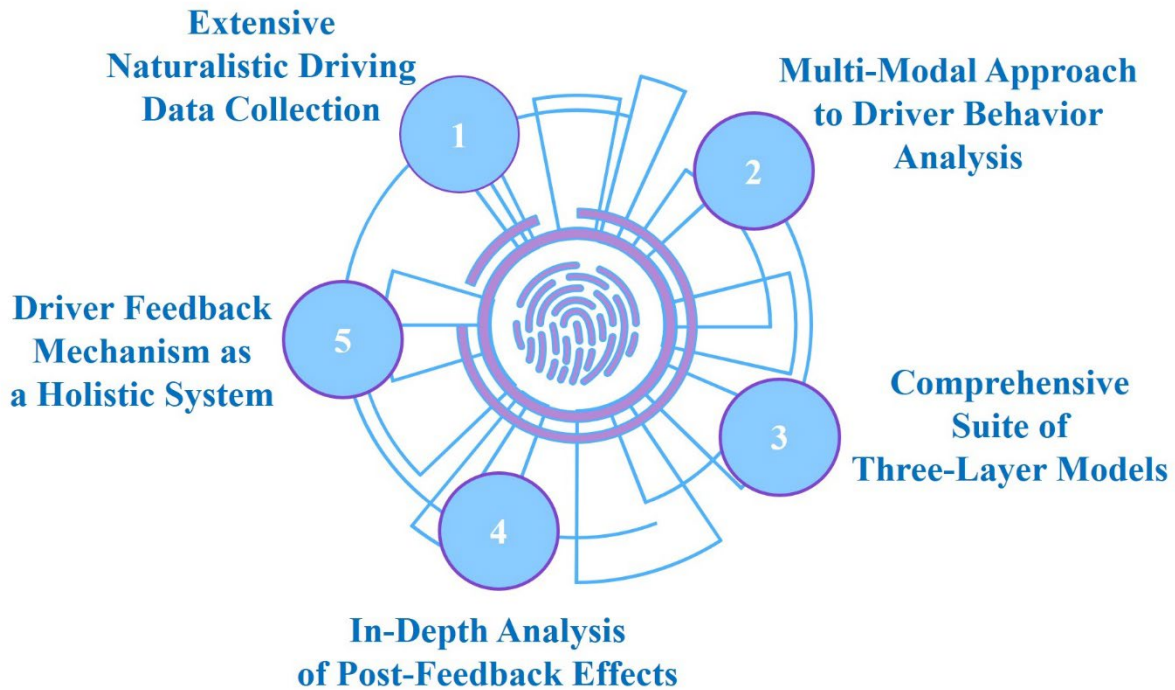 Extensive
Naturalistic Driving
Data Collection
1
Multi-Modal Approach
to Driver Behavior
Analysis
2
Comprehensive
Suite of
Three-Layer Models
3
In-Depth Analysis
of Post-Feedback Effects
4
Driver Feedback
Mechanism as
a Holistic System
5